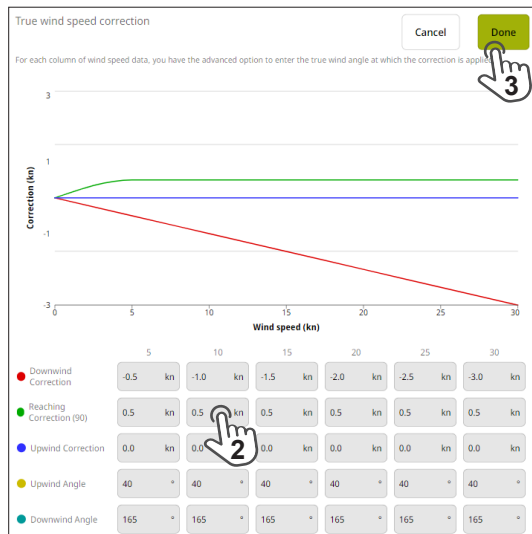 True wind speed correction
Cancel
Done
For each column of wind speed data, you have the advanced option to enter the true wind angle at which the correction is applie
3
3
1
-1
-3
Correction (kn)
0 5 10 15 20 25 30
Wind speed (kn)
5 10 15 20 25 30
Downwind
Correction
-0.5 kn -1.0 kn -1.5 kn -2.0 kn -2.5 kn -3.0 kn
Reaching
Correction (90)
0.5 kn 0.5 kn 0.5 kn 0.5 kn 0.5 kn 0.5 kn
2
Upwind Correction 0.0 kn 0.0 0.0 kn 0.0 kn 0.0 kn 0.0 kn
Upwind Angle 40 ° 40 ° 40 ° 40 ° 40 ° 40 °
Downwind Angle 165 ° 165 ° 165 ° 165 ° 165 ° 165 °